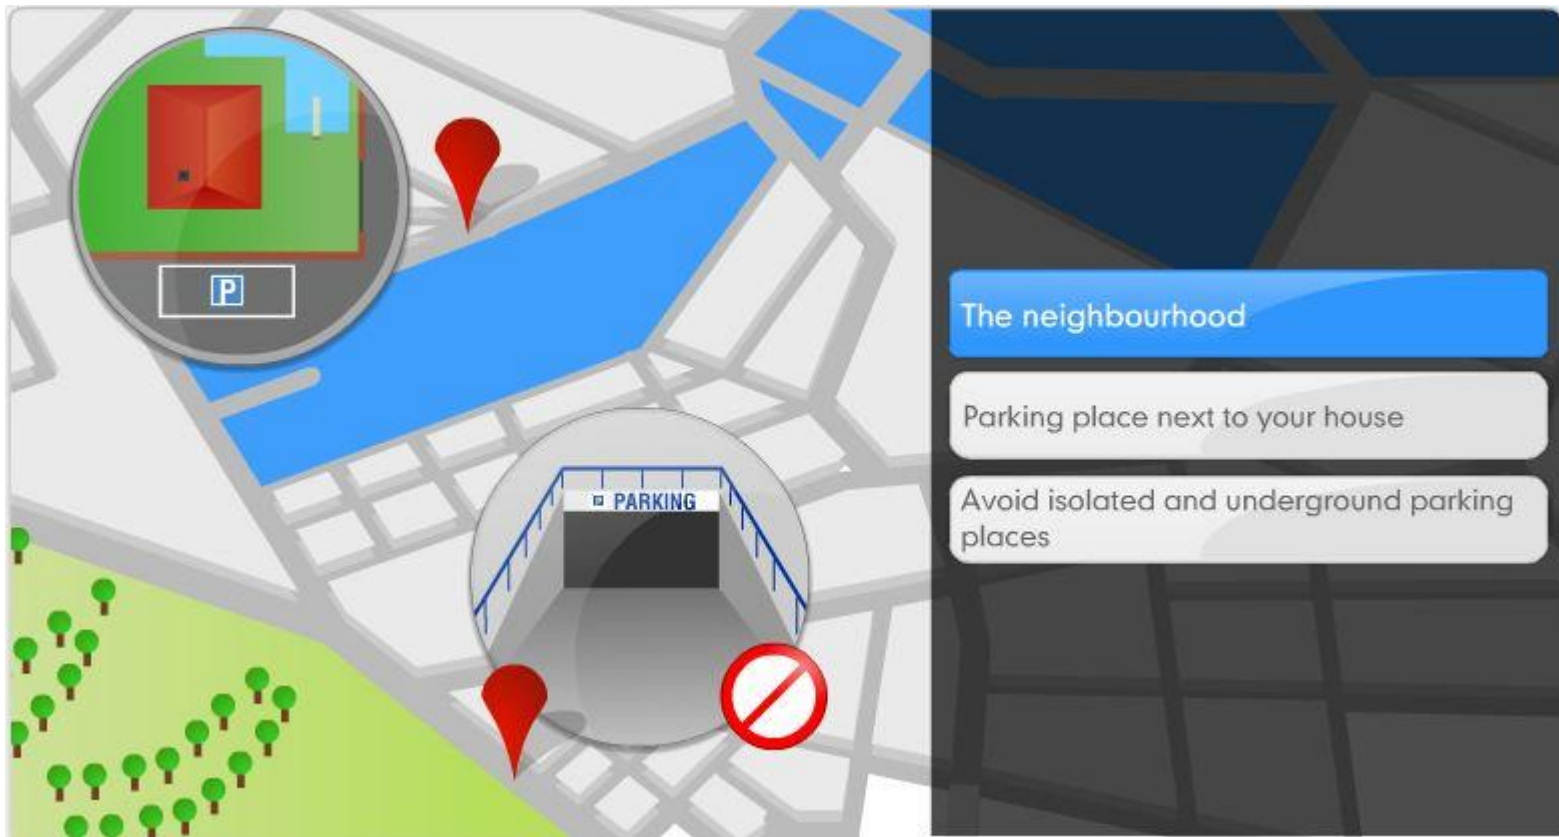 P
P PARKING
The neighbourhood
Parking place next to your house
Avoid isolated and underground parking
places